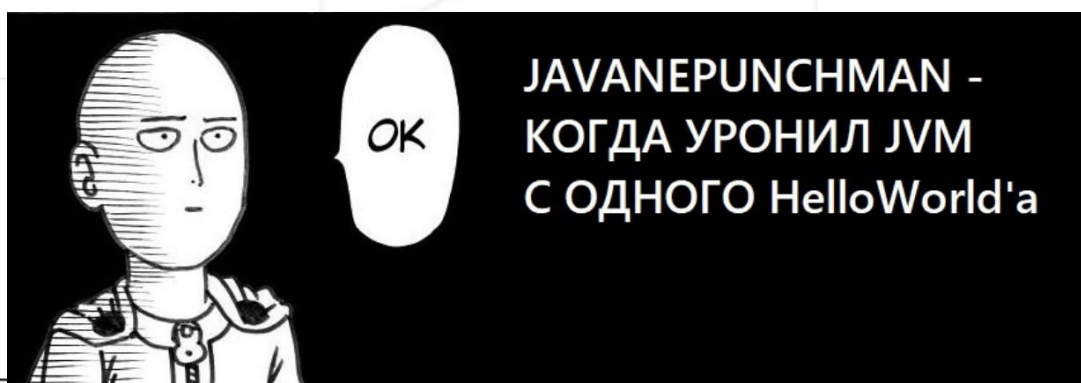 OK
JAVANEPUNCHMAN -
КОГДА УРОНИЛ JVM
С ОДНОГО HelloWorld'а